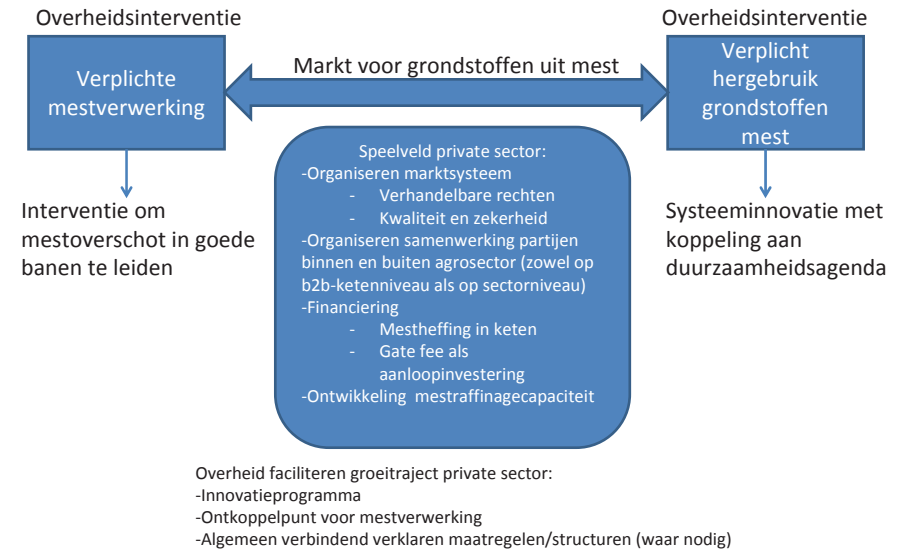 Overheidsinterventie
Verplichte
mestverwerking
Interventie om
mestoverschot in goede
banen te leiden
Markt voor grondstoffen uit mest
Overheidsinterventie
Verplicht
hergebruik
grondstoffen
mest
Systeeminnovatie met
koppeling aan
duurzaamheidsagenda
Speelveld private sector:
-Organiseren marktsysteem
- Verhandelbare rechten
- Kwaliteit en zekerheid
-Organiseren samenwerking partijen
binnen en buiten agrosector (zowel op
b2b-ketenniveau als op sectorniveau)
-Financiering
- Mestheffing in keten
- Gate fee als
aanloopinvestering
-Ontwikkeling mestraffinagecapaciteit
Overheid faciliteren groeitraject private sector:
-Innovatieprogramma
-Ontkoppelpunt voor mestverwerking
-Algemeen verbindend verklaren maatregelen/structuren (waar nodig)